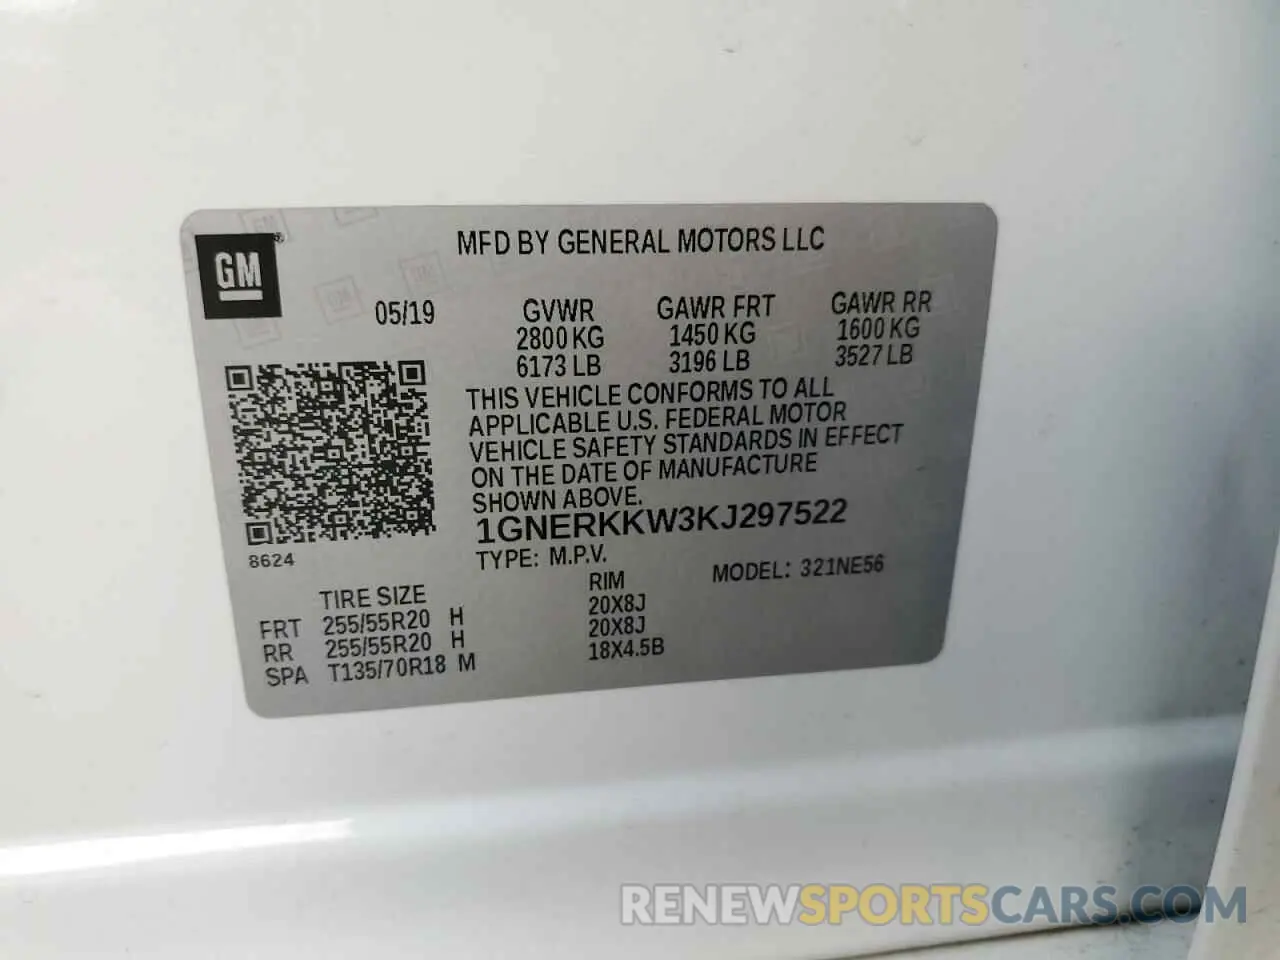 GM®
MFD BY GENERAL MOTORS LLC
05/19 GVWR GAWR FRT GAWR RR
2800 KG 1450 KG 1600 KG
6173 LB 3196 LB 3527 LB
THIS VEHICLE CONFORMS TO ALL
APPLICABLE U.S. FEDERAL MOTOR
VEHICLE SAFETY STANDARDS IN EFFECT
ON THE DATE OF MANUFACTURE
SHOWN ABOVE.
1GNERKKW3KJ297522
8624
TYPE: M.P.V. MODEL: 321NE56
TIRE SIZE RIM
FRT 255/55R20 H 20X8J
RR 255/55R20 H 20X8J
SPA T135/70R18 M 18X4.5B
RENEWSPORTSCARS.COM